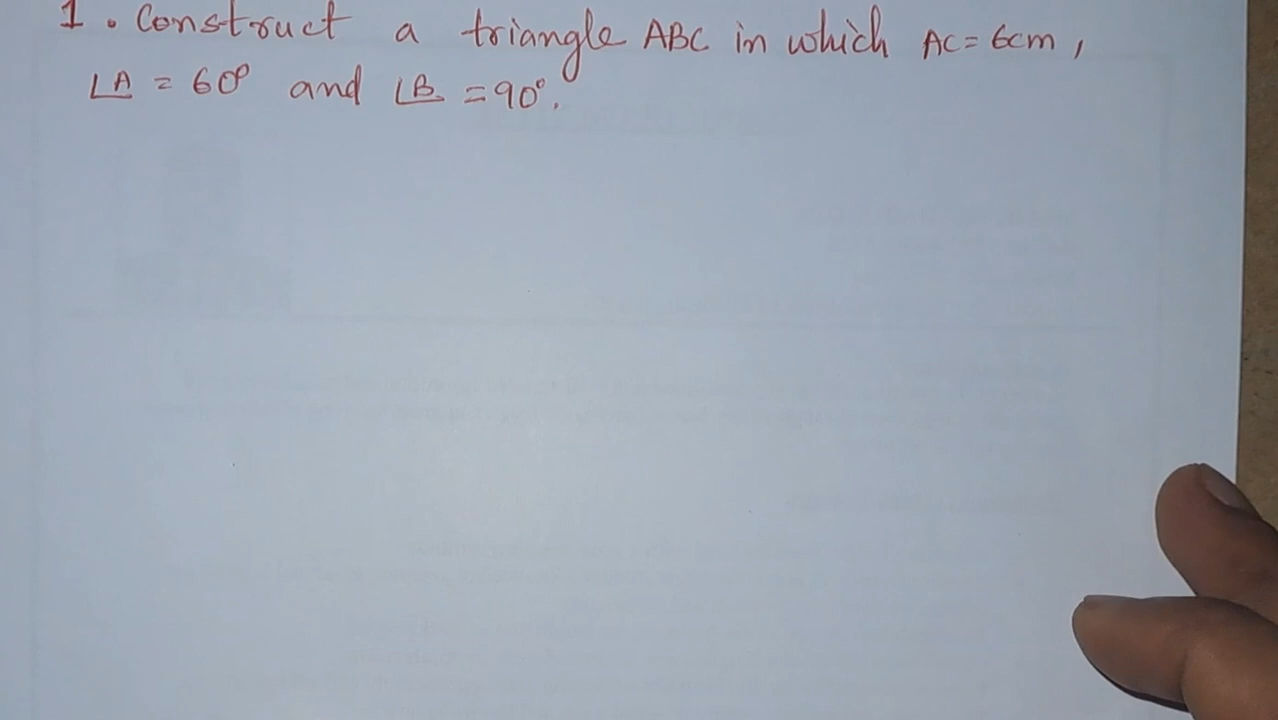 1. Construct a triangle ABC in which AC = 6cm,
∠A = 60° and ∠B = 90°.